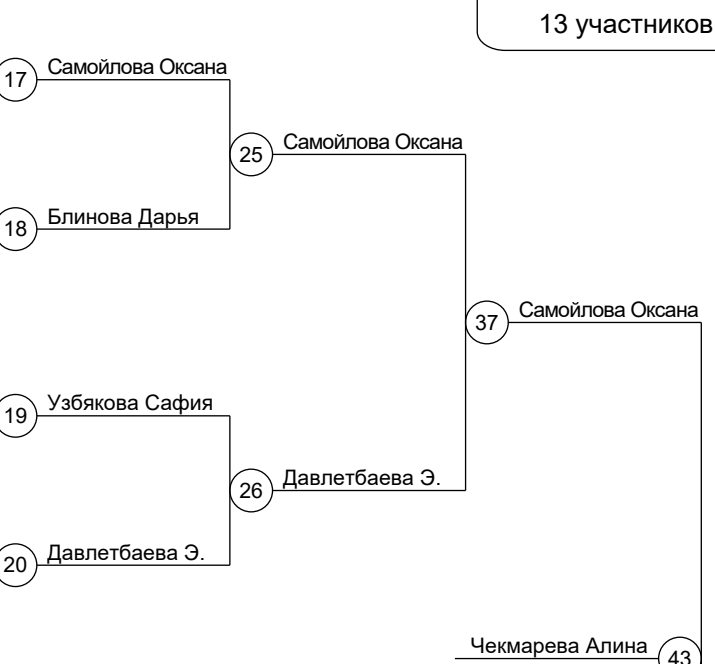 13 участников
17 Самойлова Оксана
25 Самойлова Оксана
18 Блинова Дарья
37 Самойлова Оксана
19 Узбякова Сафия
26 Давлетбаева Э.
20 Давлетбаева Э.
Чекмарева Алина 43